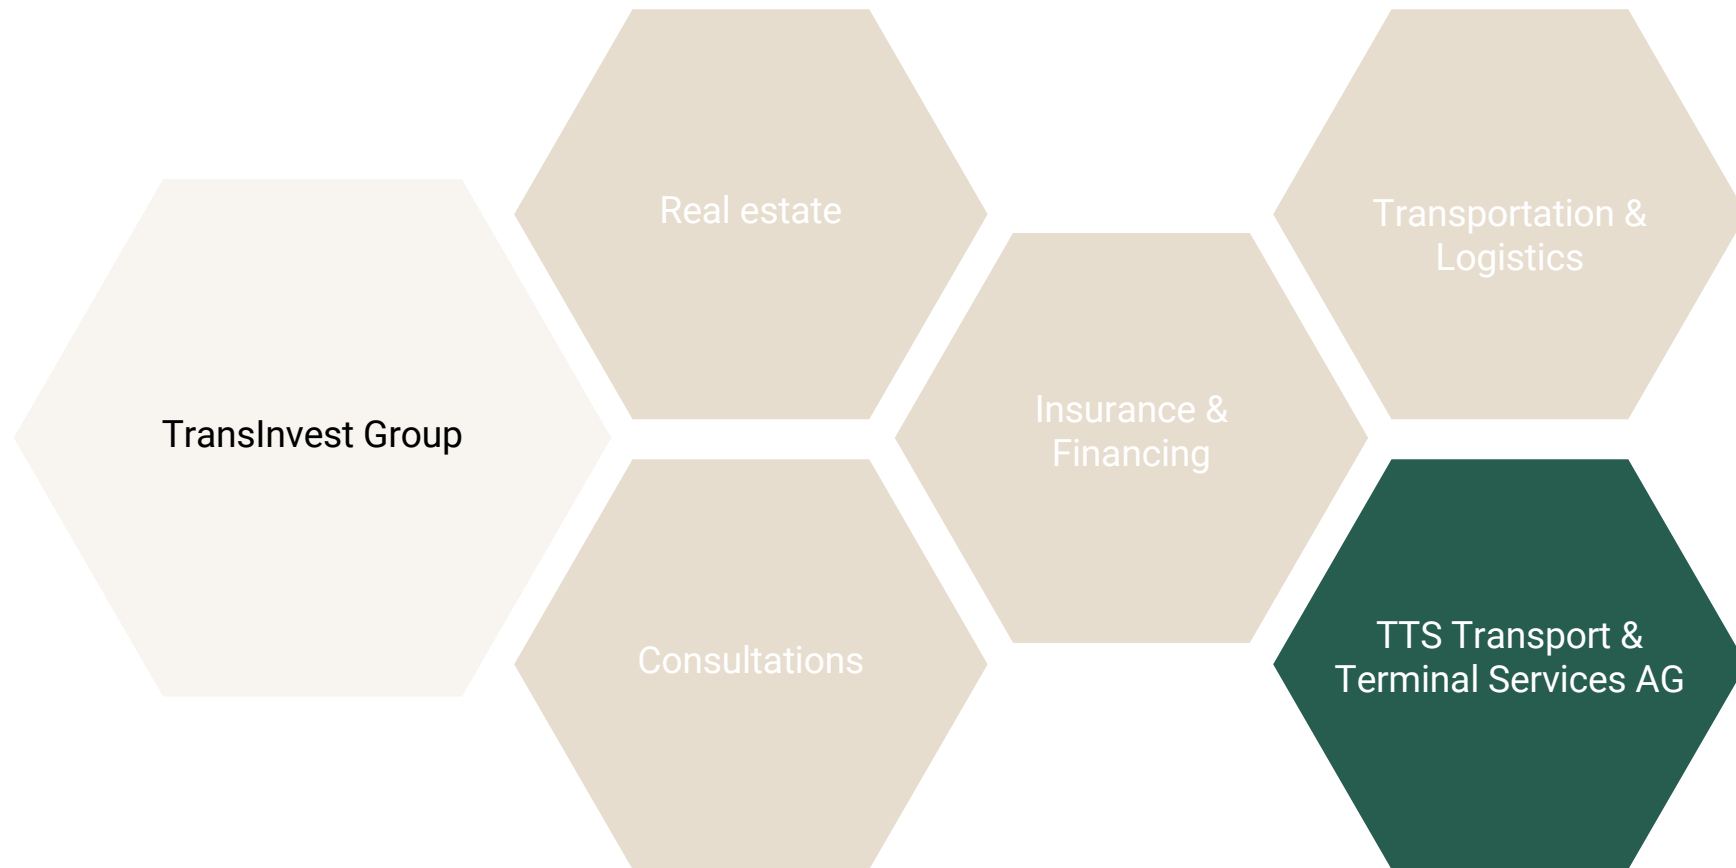 TransInvest Group
Real estate
Consultations
Insurance &
Financing
Transportation &
Logistics
TTS Transport &
Terminal Services AG